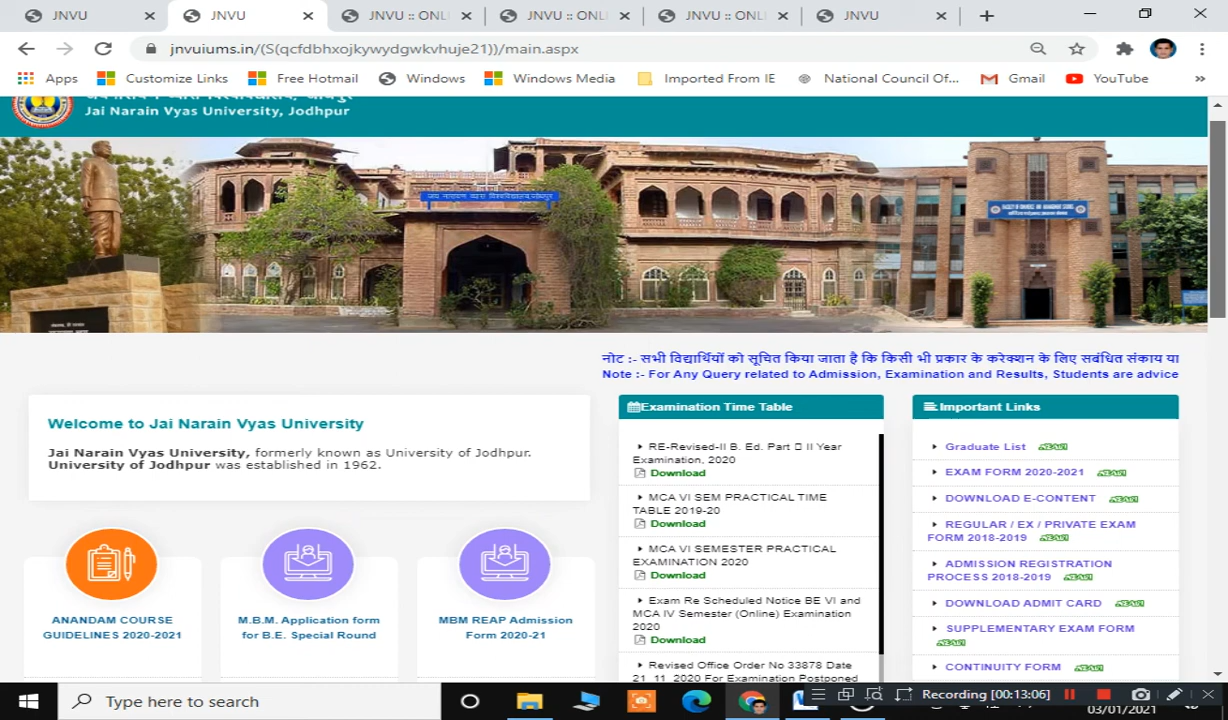 JNVU
JNVU
JNVU :: ONLI
JNVU :: ONLI
JNVU :: ONLI
JNVU
jnvuiums.in/(S(qcfdbhxojkywydgwkvhuje21))/main.aspx
Apps
Customize Links
Free Hotmail
Windows
Windows Media
Imported From IE
National Council Of...
Gmail
YouTube
»
Jai Narain Vyas University, Jodhpur
जय नारायण व्यास विश्वविद्यालय, जोधपुर
नोट :- सभी विद्यार्थियों को सूचित किया जाता है कि किसी भी प्रकार के करेक्शन के लिए सबंधित संकाय या
Note :- For Any Query related to Admission, Examination and Results, Students are advice
Welcome to Jai Narain Vyas University
Jai Narain Vyas University, formerly known as University of Jodhpur.
University of Jodhpur was established in 1962.
ANANDAM COURSE
GUIDELINES 2020-2021
M.B.M. Application form
for B.E. Special Round
MBM REAP Admission
Form 2020-21
Examination Time Table
RE-Revised-II B. Ed. Part II Year
Examination, 2020
Download
MCA VI SEM PRACTICAL TIME
TABLE 2019-20
Download
MCA VI SEMESTER PRACTICAL
EXAMINATION 2020
Download
Exam Re Scheduled Notice BE VI and
MCA IV Semester (Online) Examination
2020
Download
Revised Office Order No 33878 Date
21_11_2020 For Examination Postponed
Important Links
Graduate List
EXAM FORM 2020-2021
DOWNLOAD E-CONTENT
REGULAR / EX / PRIVATE EXAM
FORM 2018-2019
ADMISSION REGISTRATION
PROCESS 2018-2019
DOWNLOAD ADMIT CARD
SUPPLEMENTARY EXAM FORM
CONTINUITY FORM
Type here to search
Recording [00:13:06]
03/01/2021